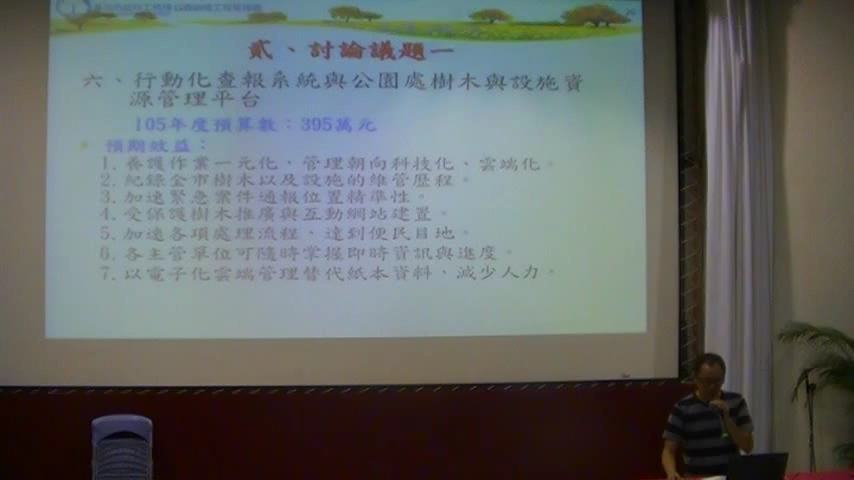 貳、討論議題一
六、行動化查報系統與公園處樹木與設施資
源管理平台
105年度預算數：395萬元
預期效益：
1. 養護作業一元化、管理朝向科技化、雲端化。
2. 紀錄全市樹木以及設施的維管歷程。
3. 加速緊急案件通報位置精準性。
4. 受保護樹木推廣與互動網站建置。
5. 加速各項處理流程、達到便民目地。
6. 各主管單位可隨時掌握即時資訊與進度。
7. 以電子化雲端管理替代紙本資料，減少人力。